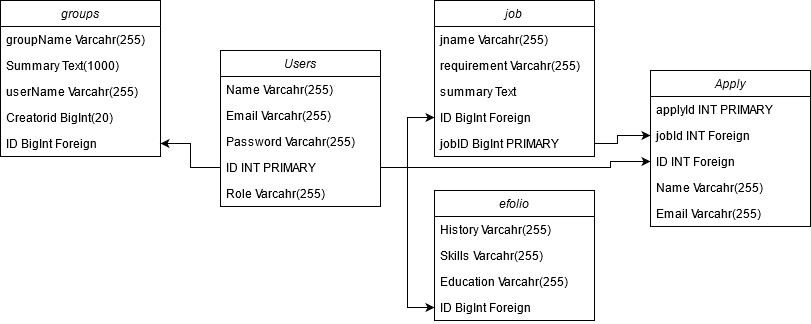 groups
groupName Varcahr(255)
Summary Text(1000)
userName Varcahr(255)
Creatorid BigInt(20)
ID BigInt Foreign
Users
Name Varcahr(255)
Email Varcahr(255)
Password Varcahr(255)
ID INT PRIMARY
Role Varcahr(255)
job
jname Varcahr(255)
requirement Varcahr(255)
summary Text
ID BigInt Foreign
jobID BigInt PRIMARY
efolio
History Varcahr(255)
Skills Varcahr(255)
Education Varcahr(255)
ID BigInt Foreign
Apply
applyId INT PRIMARY
jobId INT Foreign
ID INT Foreign
Name Varcahr(255)
Email Varcahr(255)